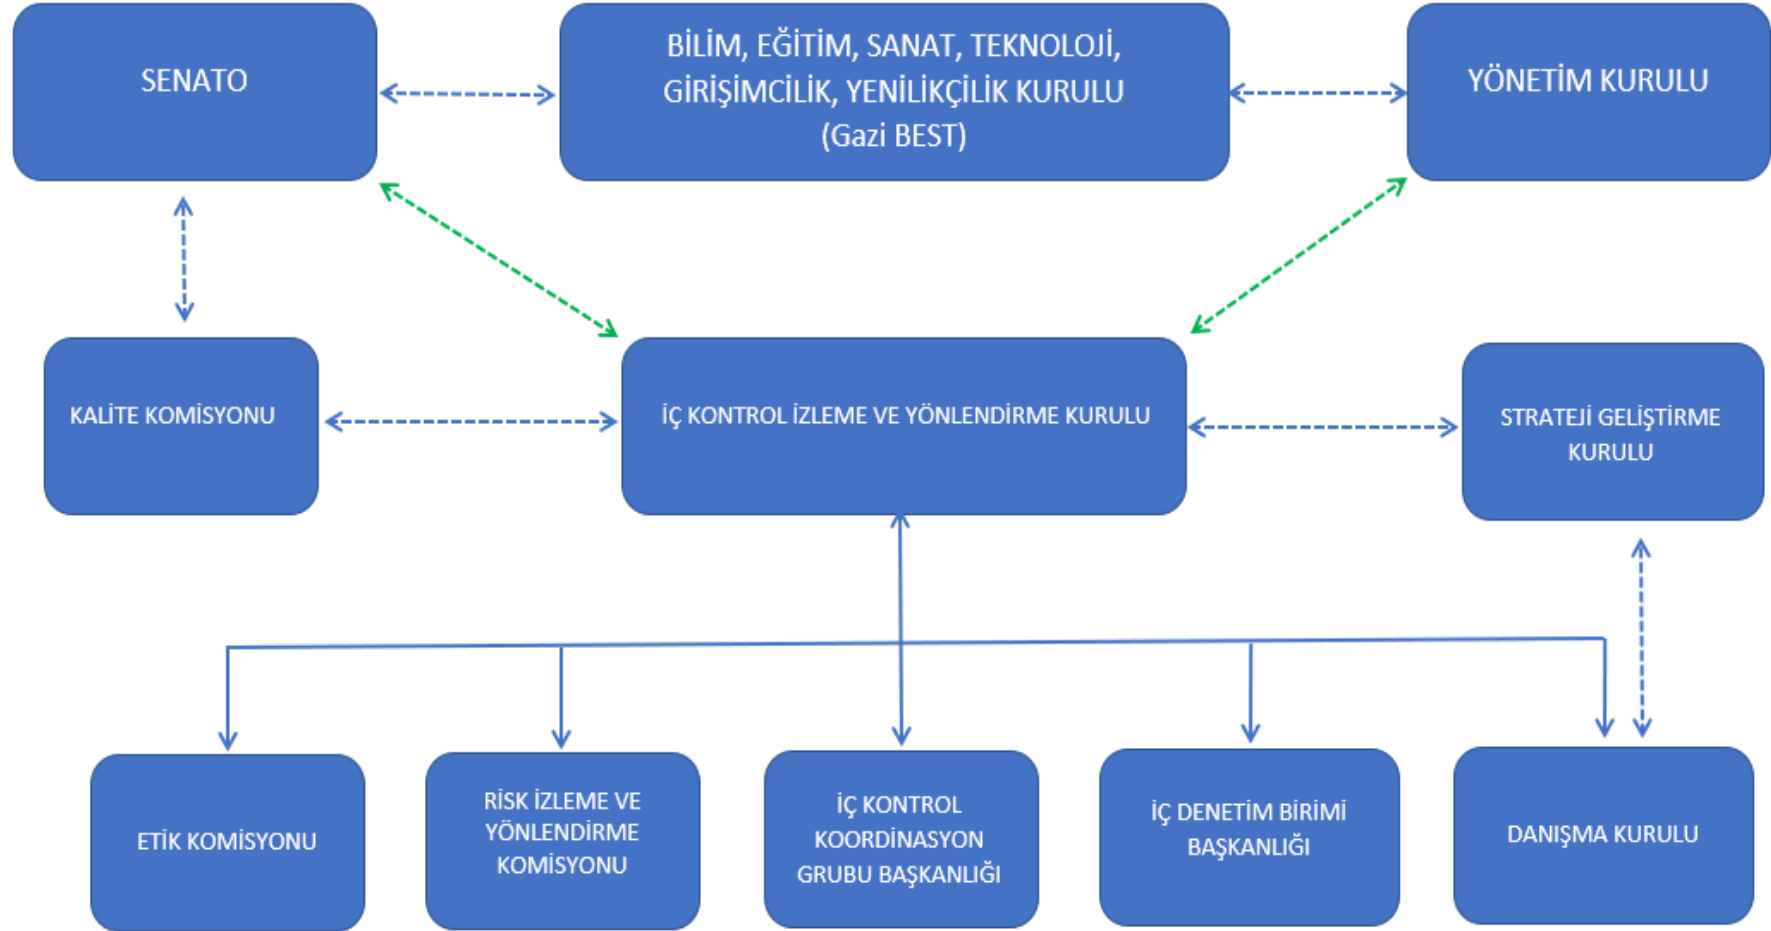 SENATO
BİLİM, EĞİTİM, SANAT, TEKNOLOJİ,
GİRİŞİMCİLİK, YENİLİKÇİLİK KURULU
(Gazi BEST)
YÖNETİM KURULU
KALİTE KOMİSYONU
İÇ KONTROL İZLEME VE YÖNLENDİRME KURULU
STRATEJİ GELİŞTİRME
KURULU
ETİK KOMİSYONU
RİSK İZLEME VE
YÖNLENDİRME
KOMİSYONU
İÇ KONTROL
KOORDİNASYON
GRUBU BAŞKANLIĞI
İÇ DENETİM BİRİMİ
BAŞKANLIĞI
DANIŞMA KURULU